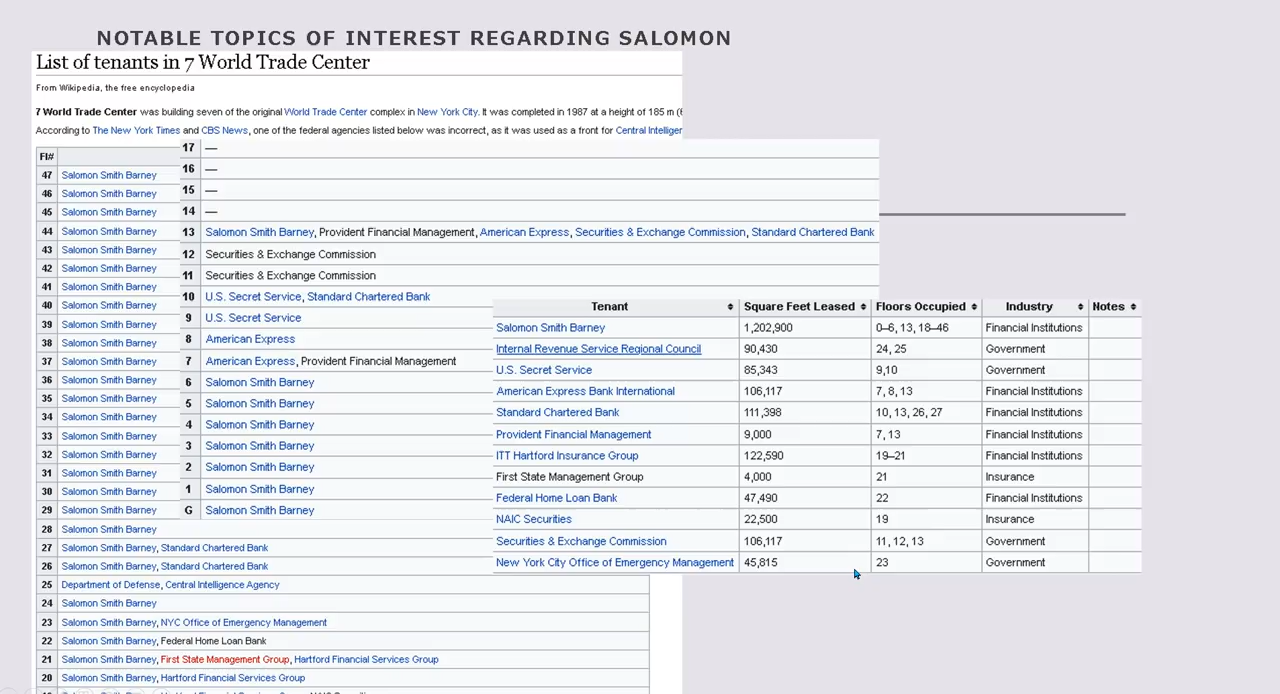 NOTABLE TOPICS OF INTEREST REGARDING SALOMON
List of tenants in 7 World Trade Center
From Wikipedia, the free encyclopedia
7 World Trade Center was building seven of the original World Trade Center complex in New York City. It was completed in 1987 at a height of 185 m
According to The New York Times and CBS News, one of the federal agencies listed below was incorrect, as it was used as a front for Central Intelliger
Fl#
47 Salomon Smith Barney
46 Salomon Smith Barney
45 Salomon Smith Barney
44 Salomon Smith Barney
43 Salomon Smith Barney
42 Salomon Smith Barney
41 Salomon Smith Barney
40 Salomon Smith Barney
39 Salomon Smith Barney
38 Salomon Smith Barney
37 Salomon Smith Barney
36 Salomon Smith Barney
35 Salomon Smith Barney
34 Salomon Smith Barney
33 Salomon Smith Barney
32 Salomon Smith Barney
31 Salomon Smith Barney
30 Salomon Smith Barney
29 Salomon Smith Barney
28 Salomon Smith Barney
27 Salomon Smith Barney, Standard Chartered Bank
26 Salomon Smith Barney, Standard Chartered Bank
25 Department of Defense, Central Intelligence Agency
24 Salomon Smith Barney
23 Salomon Smith Barney, NYC Office of Emergency Management
22 Salomon Smith Barney, Federal Home Loan Bank
21 Salomon Smith Barney, First State Management Group, Hartford Financial Services Group
20 Salomon Smith Barney, Hartford Financial Services Group
17 —
16 —
15 —
14 —
13 Salomon Smith Barney, Provident Financial Management, American Express, Securities & Exchange Commission, Standard Chartered Bank
12 Securities & Exchange Commission
11 Securities & Exchange Commission
10 U.S. Secret Service, Standard Chartered Bank
9 U.S. Secret Service
8 American Express
7 American Express, Provident Financial Management
6 Salomon Smith Barney
5 Salomon Smith Barney
4 Salomon Smith Barney
3 Salomon Smith Barney
2 Salomon Smith Barney
1 Salomon Smith Barney
G Salomon Smith Barney
Tenant Square Feet Leased Floors Occupied Industry Notes
Salomon Smith Barney 1,202,900 0–6, 13, 18–46 Financial Institutions
Internal Revenue Service Regional Council 90,430 24, 25 Government
U.S. Secret Service 85,343 9,10 Government
American Express Bank International 106,117 7, 8, 13 Financial Institutions
Standard Chartered Bank 111,398 10, 13, 26, 27 Financial Institutions
Provident Financial Management 9,000 7, 13 Financial Institutions
ITT Hartford Insurance Group 122,590 19–21 Financial Institutions
First State Management Group 4,000 21 Insurance
Federal Home Loan Bank 47,490 22 Financial Institutions
NAIC Securities 22,500 19 Insurance
Securities & Exchange Commission 106,117 11, 12, 13 Government
New York City Office of Emergency Management 45,815 23 Government